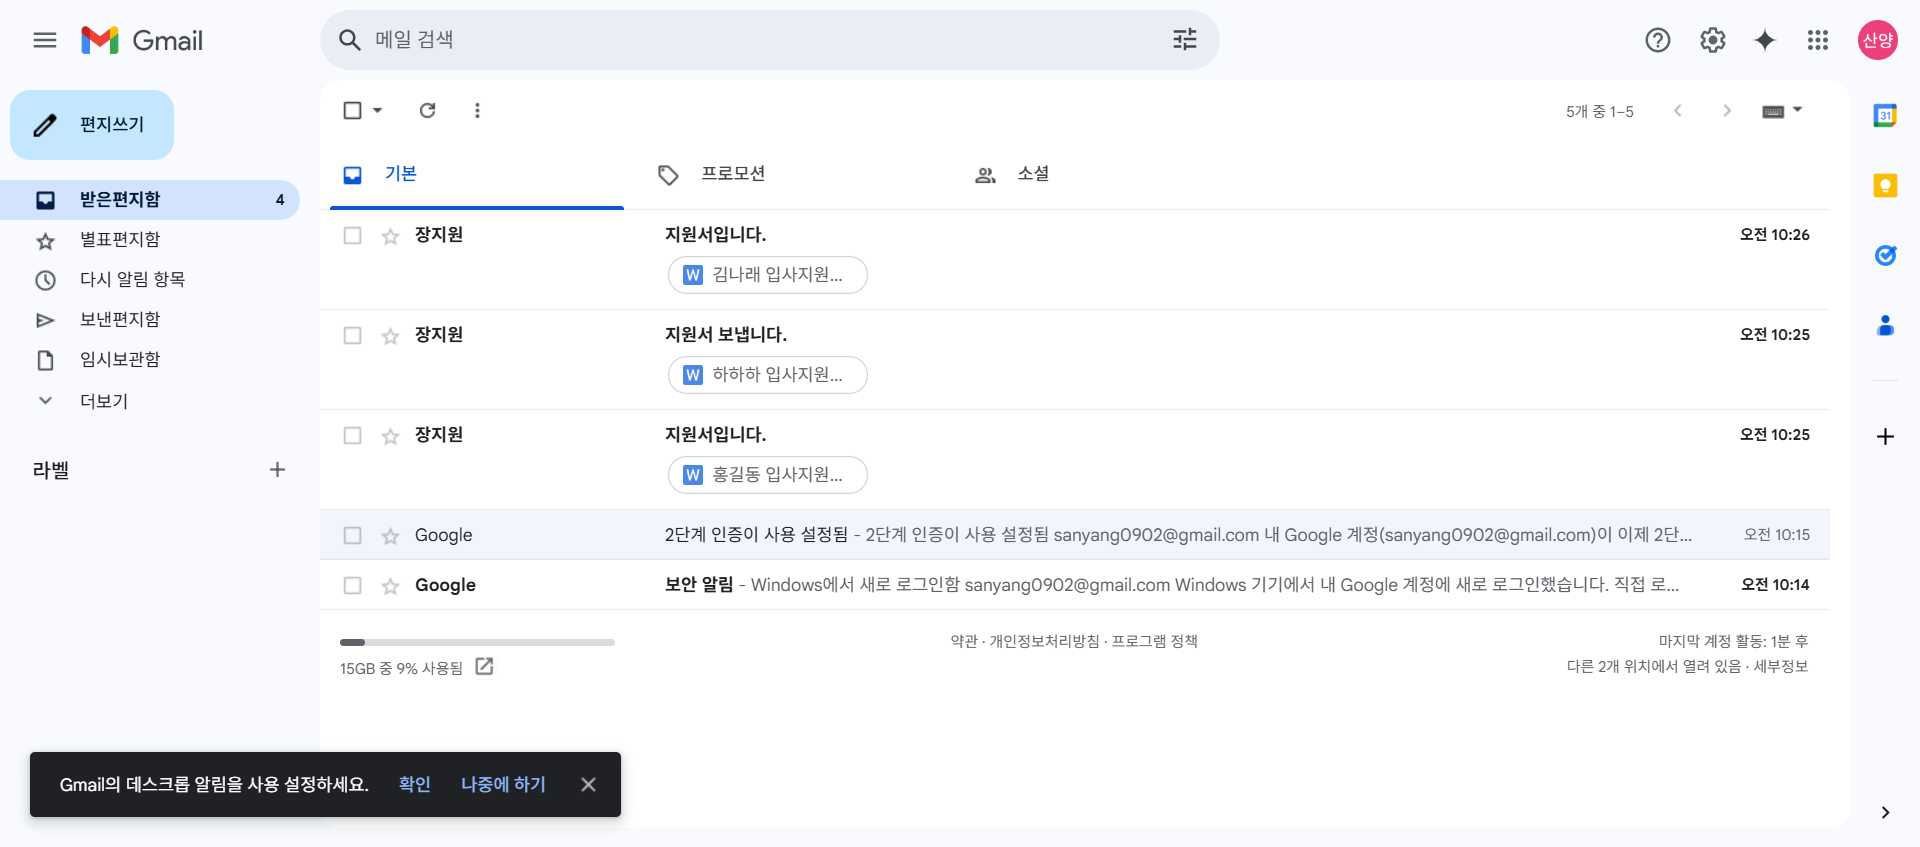 Gmail
메일 검색
산양
편지쓰기
받은편지함 4
별표편지함
다시 알림 항목
보낸편지함
임시보관함
더보기
라벨
5개 중 1–5
기본 프로모션 소셜
장지원 지원서입니다. 오전 10:26
W 김나래 입사지원...
장지원 지원서 보냅니다. 오전 10:25
W 하하하 입사지원...
장지원 지원서입니다. 오전 10:25
W 홍길동 입사지원...
Google 2단계 인증이 사용 설정됨 - 2단계 인증이 사용 설정됨 sanyang0902@gmail.com 내 Google 계정(sanyang0902@gmail.com)이 이제 2단... 오전 10:15
Google 보안 알림 - Windows에서 새로 로그인함 sanyang0902@gmail.com Windows 기기에서 내 Google 계정에 새로 로그인했습니다. 직접 로... 오전 10:14
15GB 중 9% 사용됨
약관 · 개인정보처리방침 · 프로그램 정책
마지막 계정 활동: 1분 후
다른 2개 위치에서 열려 있음 · 세부정보
Gmail의 데스크톱 알림을 사용 설정하세요. 확인 나중에 하기
31